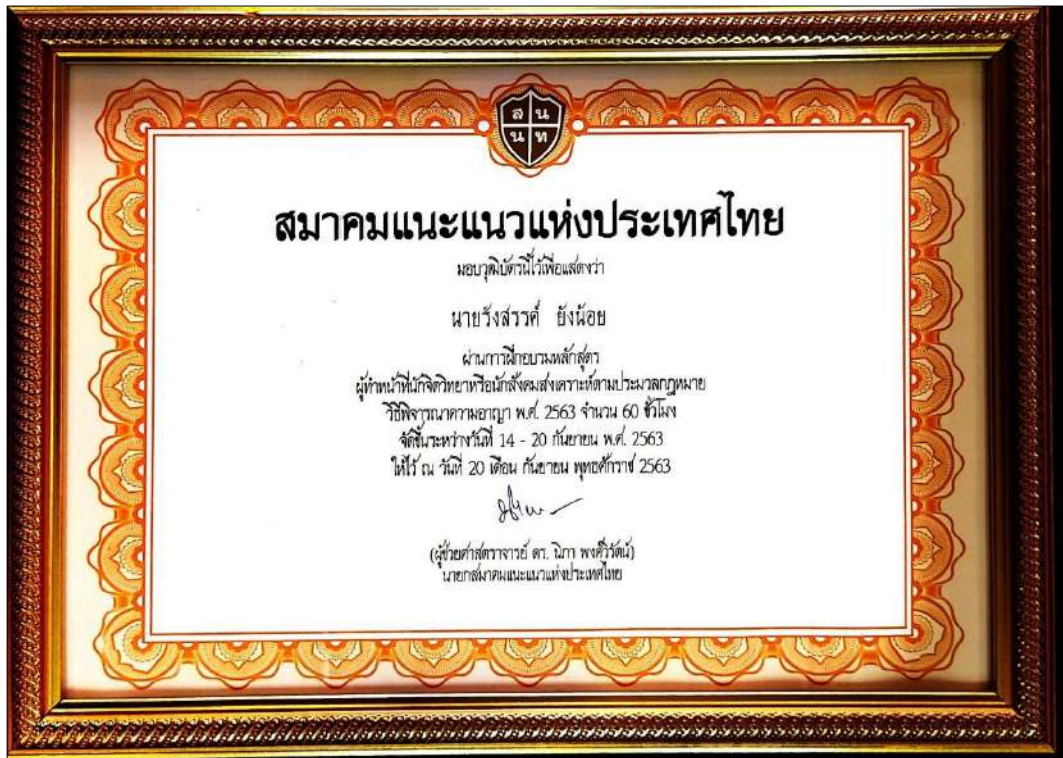 ส น
น ท
สมาคมแนะแนวแห่งประเทศไทย
มอบวุฒิบัตรนี้ไว้เพื่อแสดงว่า
นายรังสรรค์ ยังน้อย
ผ่านการฝึกอบรมหลักสูตร
ผู้ทำหน้าที่นักจิตวิทยาหรือนักสังคมสงเคราะห์ตามประมวลกฎหมาย
วิธีพิจารณาความอาญา พ.ศ. 2563 จำนวน 60 ชั่วโมง
จัดขึ้นระหว่างวันที่ 14 - 20 กันยายน พ.ศ. 2563
ให้ไว้ ณ วันที่ 20 เดือน กันยายน พุทธศักราช 2563
(ผู้ช่วยศาสตราจารย์ ดร. นิภา พงศ์วิรัตน์)
นายกสมาคมแนะแนวแห่งประเทศไทย